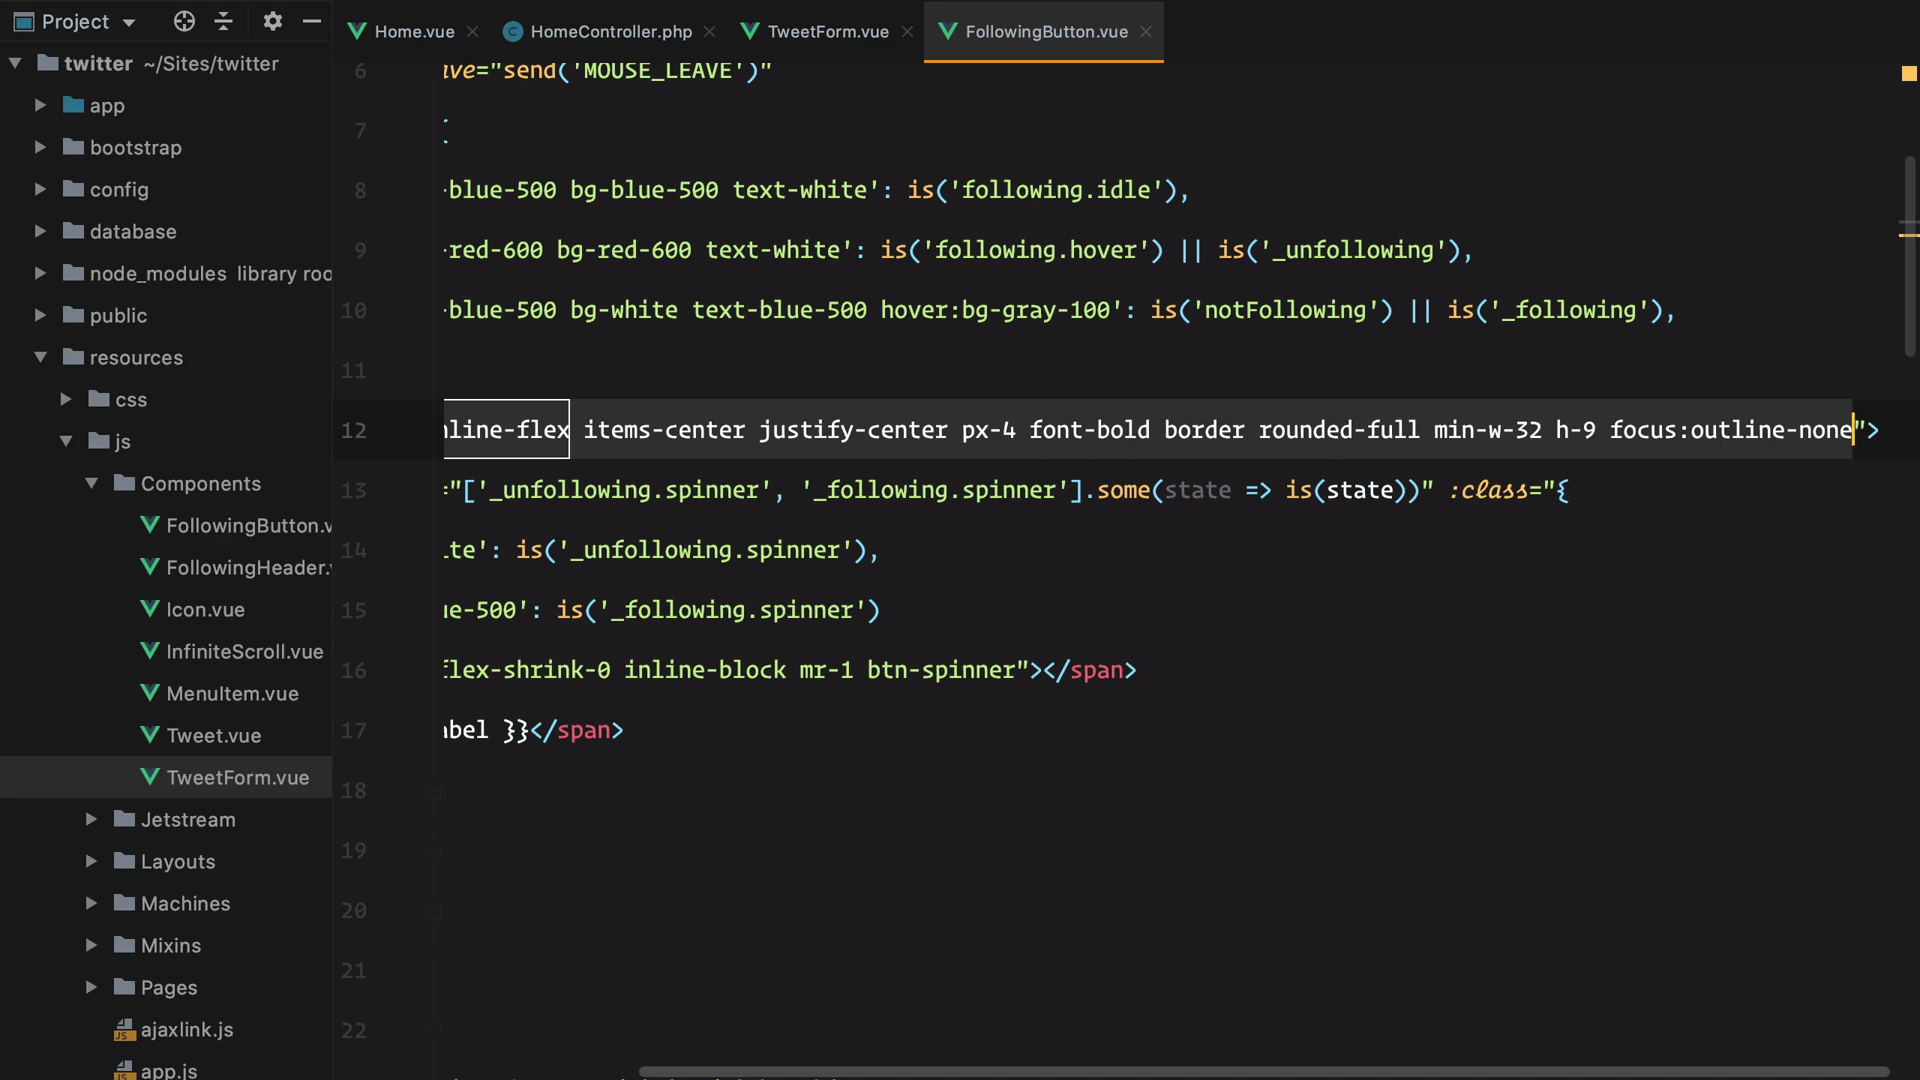 Project
Home.vue
HomeController.php
TweetForm.vue
FollowingButton.vue
twitter ~/Sites/twitter
app
bootstrap
config
database
node_modules library roo
public
resources
css
js
Components
FollowingButton.v
FollowingHeader.
Icon.vue
InfiniteScroll.vue
MenuItem.vue
Tweet.vue
TweetForm.vue
Jetstream
Layouts
Machines
Mixins
Pages
ajaxlink.js
app.js
6 ave="send('MOUSE_LEAVE')"
7 {
8 -blue-500 bg-blue-500 text-white': is('following.idle'),
9 -red-600 bg-red-600 text-white': is('following.hover') || is('_unfollowing'),
10 -blue-500 bg-white text-blue-500 hover:bg-gray-100': is('notFollowing') || is('_following'),
11
12 nline-flex items-center justify-center px-4 font-bold border rounded-full min-w-32 h-9 focus:outline-none">
13 ="['_unfollowing.spinner', '_following.spinner'].some(state => is(state))" :class="{
14 ite': is('_unfollowing.spinner'),
15 ue-500': is('_following.spinner')
16 flex-shrink-0 inline-block mr-1 btn-spinner"></span>
17 abel }}</span>
18
19
20
21
22